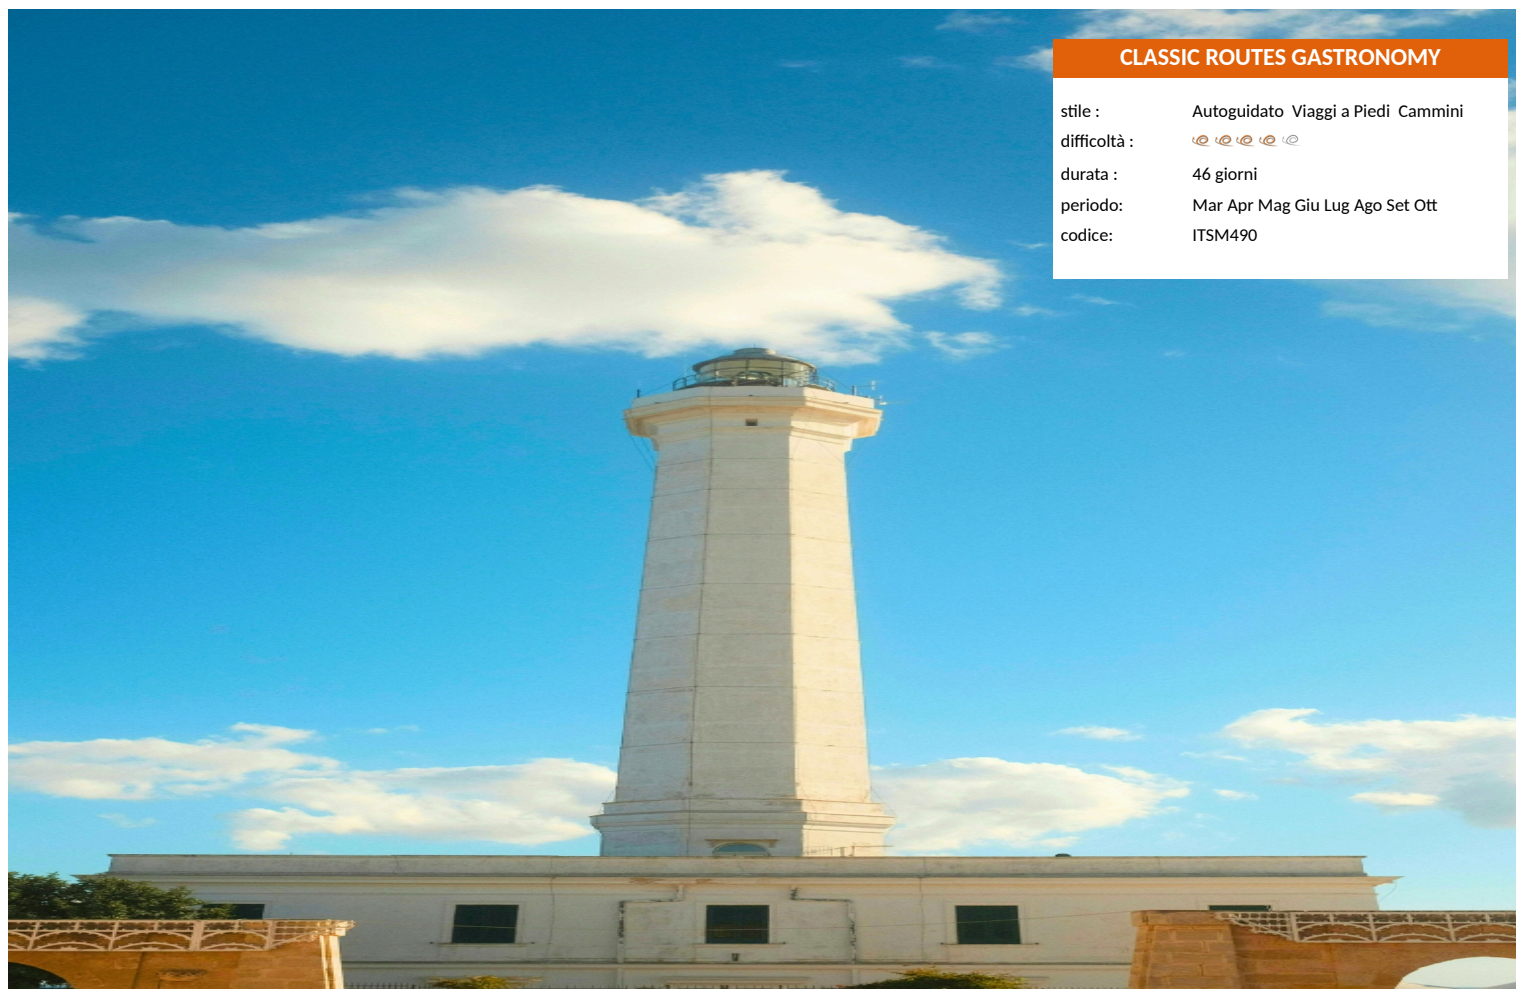 CLASSIC ROUTES GASTRONOMY
stile : Autoguidato Viaggi a Piedi Cammini
difficoltà :
durata : 46 giorni
periodo: Mar Apr Mag Giu Lug Ago Set Ott
codice: ITSM490